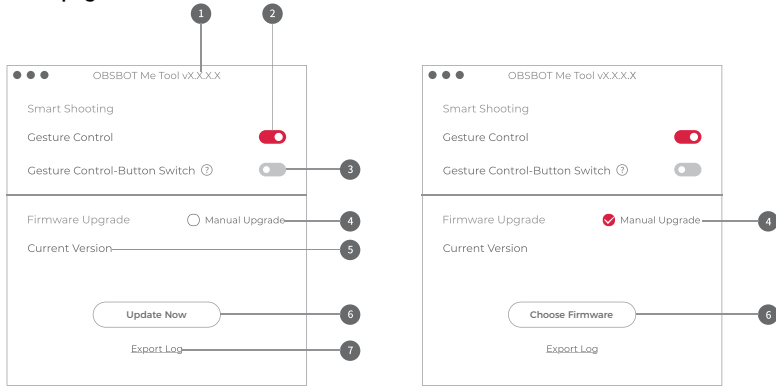 1
2
OBSBOT Me Tool vX.X.X.X
Smart Shooting
Gesture Control
Gesture Control-Button Switch ?
3
Firmware Upgrade
Manual Upgrade
4
Current Version
5
Update Now
6
Export Log
7
OBSBOT Me Tool vX.X.X.X
Smart Shooting
Gesture Control
Gesture Control-Button Switch ?
Firmware Upgrade
Manual Upgrade
4
Current Version
Choose Firmware
6
Export Log